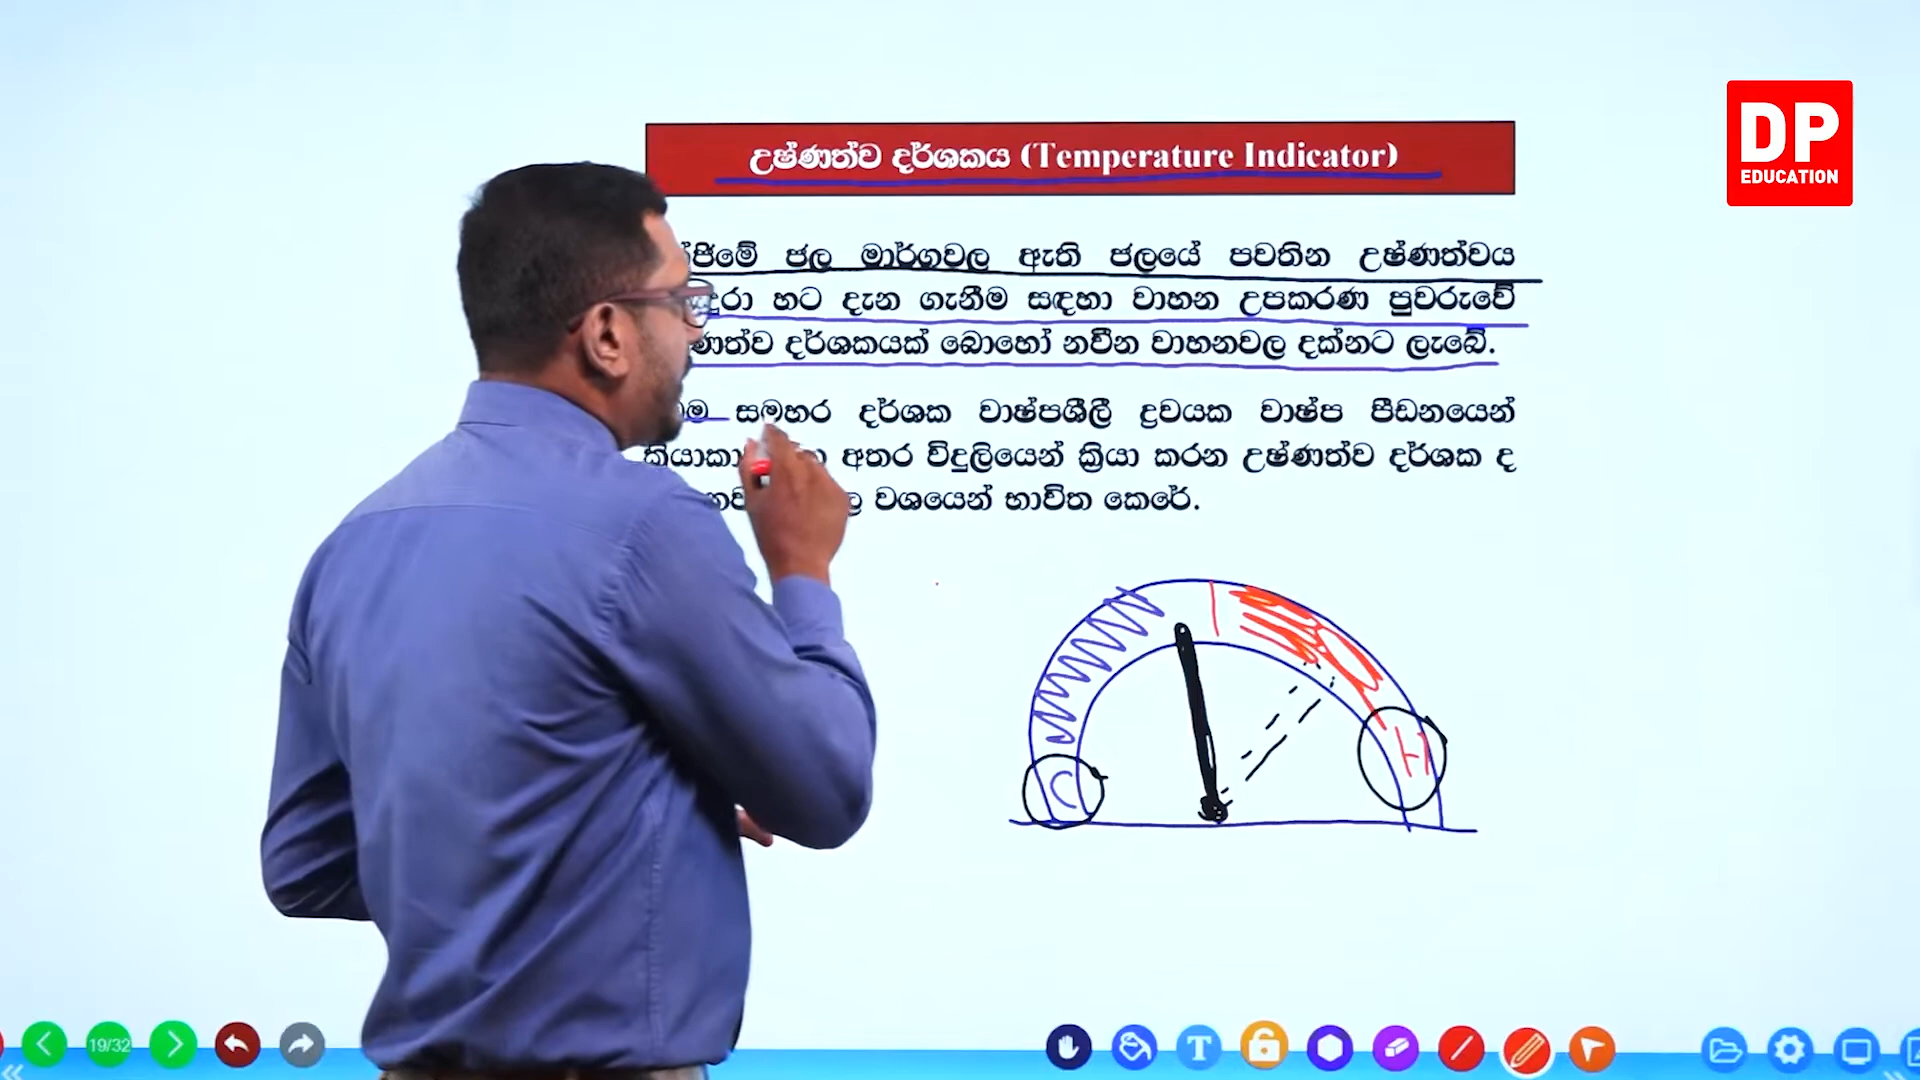 උෂ්ණත්ව දර්ශකය (Temperature Indicator)
DP
EDUCATION
ජල මාර්ගවල ඇති ජලයේ පවතින උෂ්ණත්වය
හට දැන ගැනීම සඳහා වාහන උපකරණ පුවරුවේ
දර්ශකයක් බොහෝ නවීන වාහනවල දක්නට ලැබේ.
සමහර දර්ශක වාෂ්පශීලී ද්‍රවයක වාෂ්ප පීඩනයෙන්
අතර විදුලියෙන් ක්‍රියා කරන උෂ්ණත්ව දර්ශක ද
වශයෙන් භාවිත කෙරේ.
C
H
19/32
T